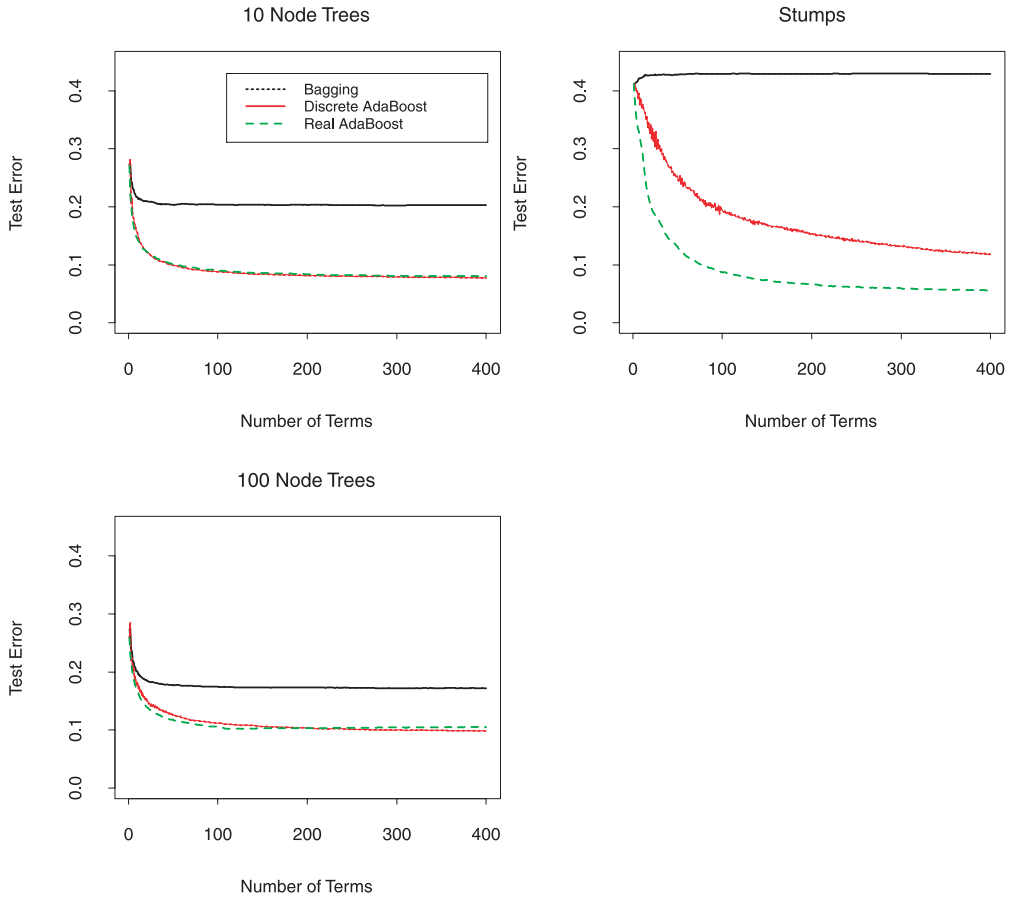 10 Node Trees
Test Error
0.0 0.1 0.2 0.3 0.4
Bagging
Discrete AdaBoost
Real AdaBoost
0 100 200 300 400
Number of Terms
Stumps
Test Error
0.0 0.1 0.2 0.3 0.4
0 100 200 300 400
Number of Terms
100 Node Trees
Test Error
0.0 0.1 0.2 0.3 0.4
0 100 200 300 400
Number of Terms